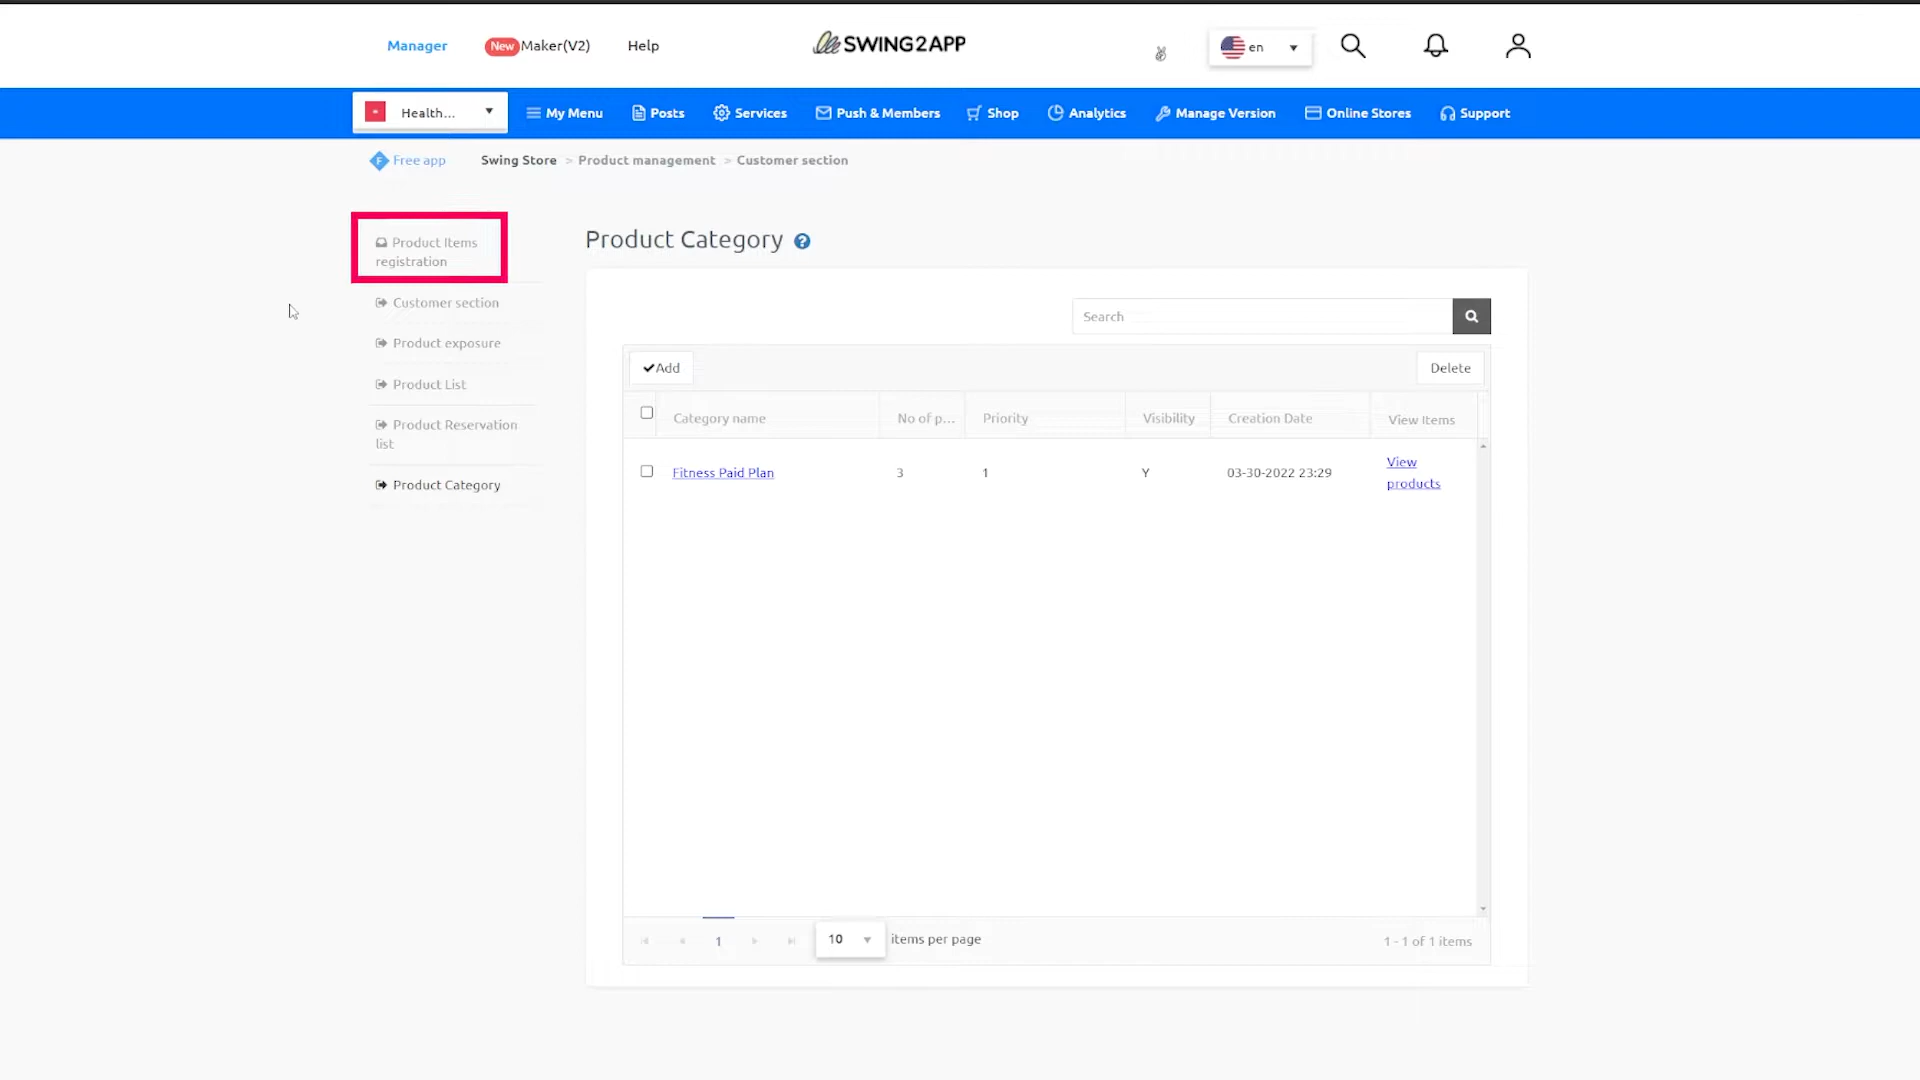 Manager
New Maker(V2)
Help
SWING2APP
en
Health...
My Menu
Posts
Services
Push & Members
Shop
Analytics
Manage Version
Online Stores
Support
F Free app
Swing Store > Product management > Customer section
Product Items
registration
Customer section
Product exposure
Product List
Product Reservation
list
Product Category
Product Category ?
Search
Add
Delete
Category name
No of p...
Priority
Visibility
Creation Date
View Items
Fitness Paid Plan
3
1
Y
03-30-2022 23:29
View
products
1
10
items per page
1 - 1 of 1 items